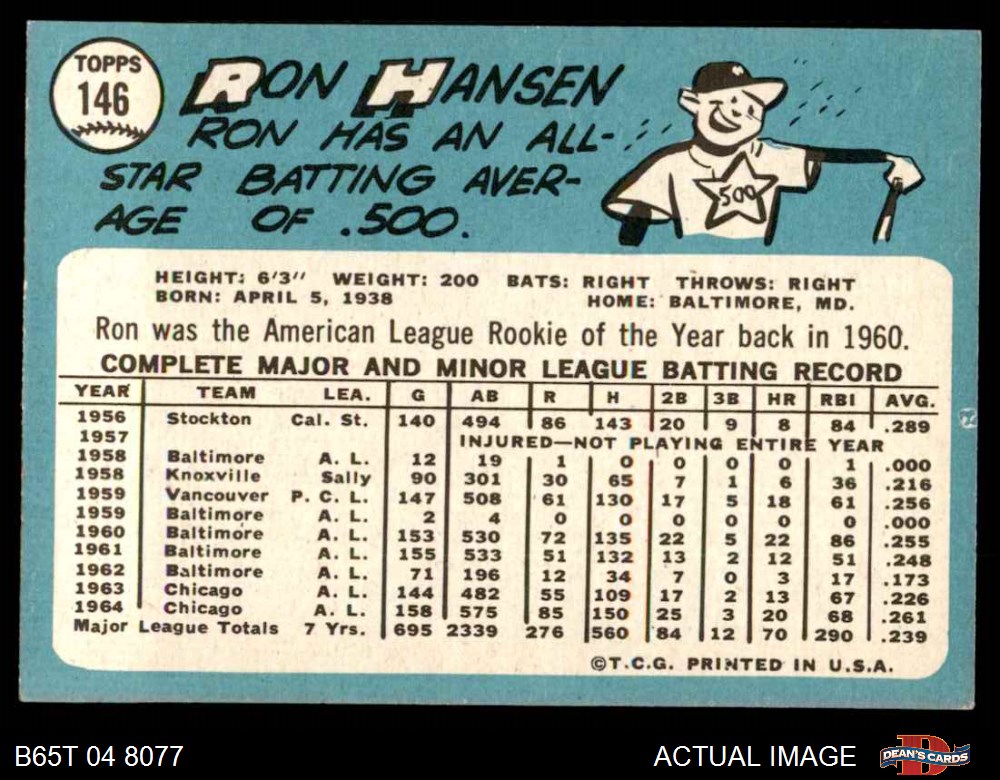 TOPPS
146
RON HANSEN
RON HAS AN ALL-
STAR BATTING AVER-
AGE OF .500.
500
HEIGHT: 6'3" WEIGHT: 200 BATS: RIGHT THROWS: RIGHT
BORN: APRIL 5, 1938 HOME: BALTIMORE, MD.
Ron was the American League Rookie of the Year back in 1960.
COMPLETE MAJOR AND MINOR LEAGUE BATTING RECORD
YEAR TEAM LEA. G AB R H 2B 3B HR RBI AVG.
1956 Stockton Cal. St. 140 494 86 143 20 9 8 84 .289
1957 INJURED—NOT PLAYING ENTIRE YEAR
1958 Baltimore A. L. 12 19 1 0 0 0 0 1 .000
1958 Knoxville Sally 90 301 30 65 7 1 6 36 .216
1959 Vancouver P. C. L. 147 508 61 130 17 5 18 61 .256
1959 Baltimore A. L. 2 4 0 0 0 0 0 0 .000
1960 Baltimore A. L. 153 530 72 135 22 5 22 86 .255
1961 Baltimore A. L. 155 533 51 132 13 2 12 51 .248
1962 Baltimore A. L. 71 196 12 34 7 0 3 17 .173
1963 Chicago A. L. 144 482 55 109 17 2 13 67 .226
1964 Chicago A. L. 158 575 85 150 25 3 20 68 .261
Major League Totals 7 Yrs. 695 2339 276 560 84 12 70 290 .239
©T.C.G. PRINTED IN U.S.A.
B65T 04 8077 ACTUAL IMAGE DEAN'S CARDS